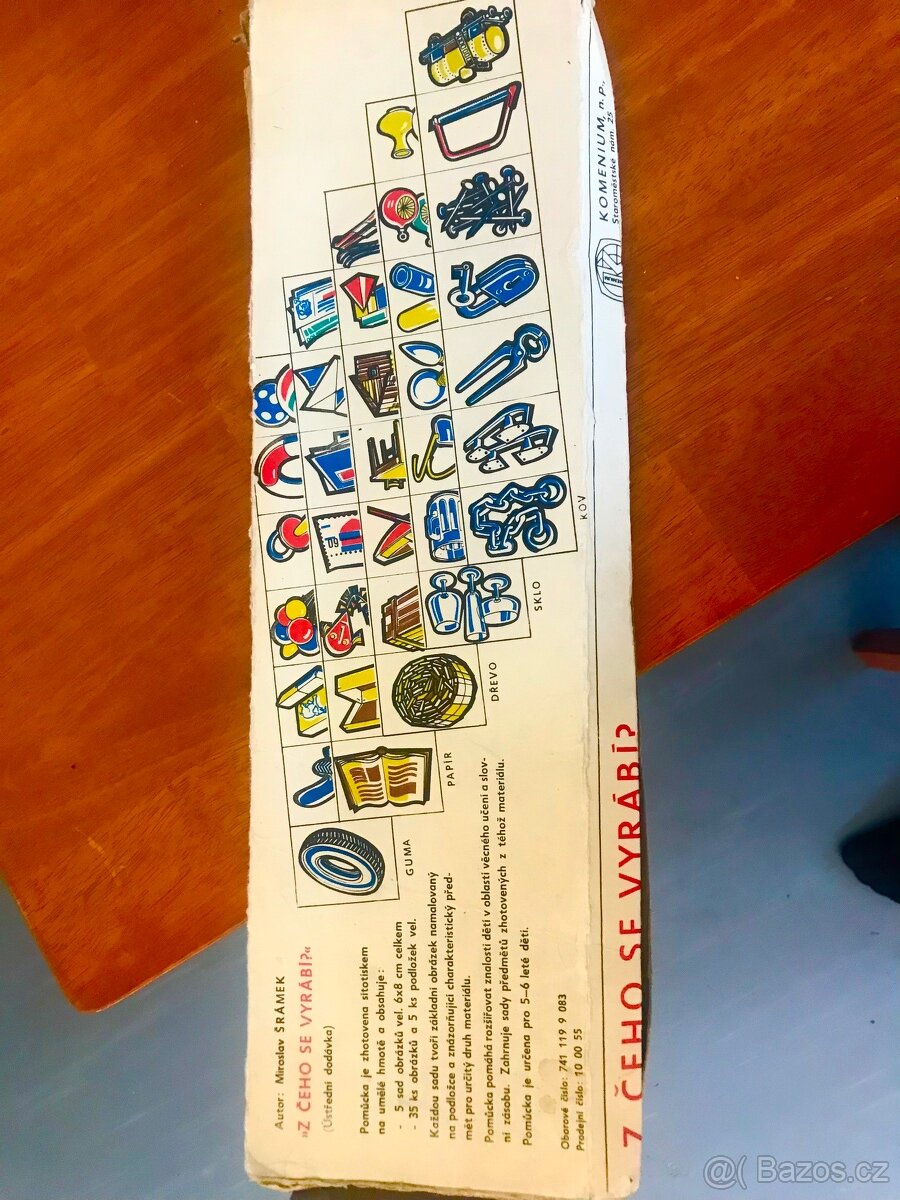 Autor: Miroslav ŠRÁMEK
»Z ČEHO SE VYRÁBÍ?«
(Ústřední dodávka)
Pomůcka je zhotovena sítotiskem
na umělé hmotě a obsahuje:
- 5 sad obrázků vel. 6x8 cm celkem
- 35 ks obrázků a 5 ks podložek vel.
Každou sadu tvoří základní obrázek namalovaný
na podložce a znázorňující charakteristický před-
mět pro určitý druh materiálu.
Pomůcka pomáhá rozšiřovat znalosti dětí v oblasti věcného učení a slov-
ní zásobu. Zahrnuje sady předmětů zhotovených z téhož materiálu.
Pomůcka je určena pro 5-6 leté děti.
Oborové číslo: 741 119 9 083
Prodejní číslo: 10 00 55
GUMA
PAPÍR
DŘEVO
SKLO
KOV
Z ČEHO SE VYRÁBÍ?
KOMENIUM, n. p.,
Staroměstské nám. 25
@( Bazos.cz